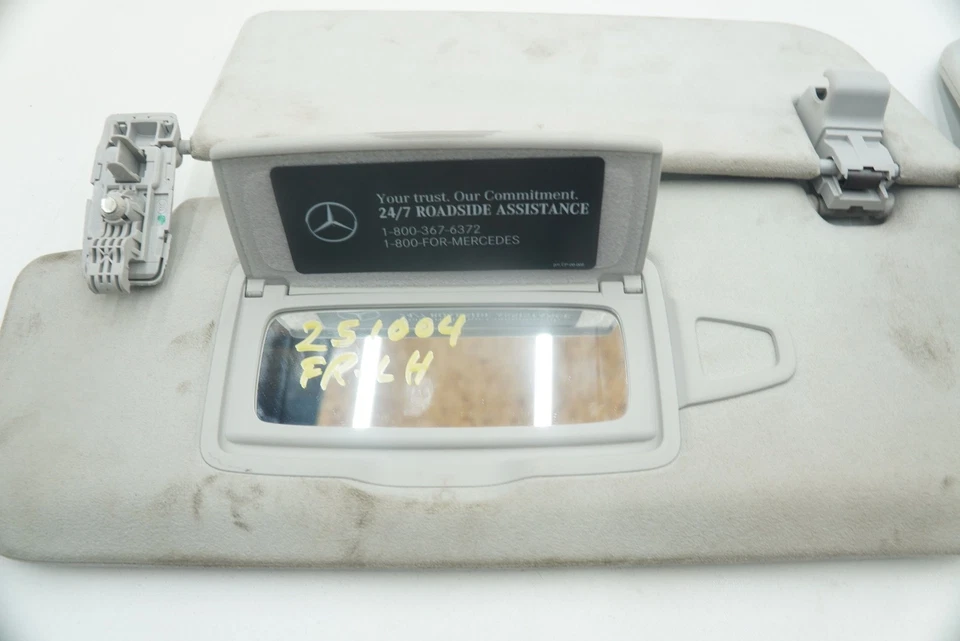 Your trust. Our Commitment.
24/7 ROADSIDE ASSISTANCE
1-800-367-6372
1-800-FOR-MERCEDES
251004
FR-LH